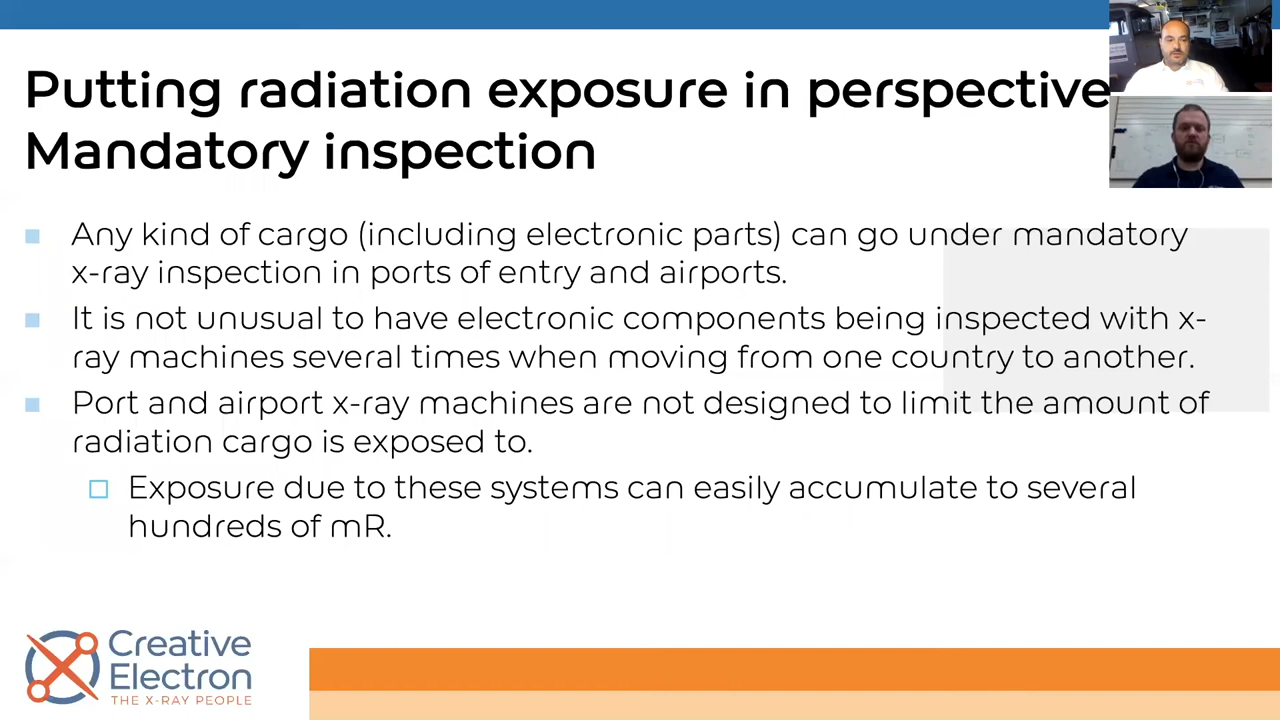 Putting radiation exposure in perspective
Mandatory inspection
Any kind of cargo (including electronic parts) can go under mandatory
x-ray inspection in ports of entry and airports.
It is not unusual to have electronic components being inspected with x-
ray machines several times when moving from one country to another.
Port and airport x-ray machines are not designed to limit the amount of
radiation cargo is exposed to.
Exposure due to these systems can easily accumulate to several
hundreds of mR.
Creative
Electron
THE X-RAY PEOPLE